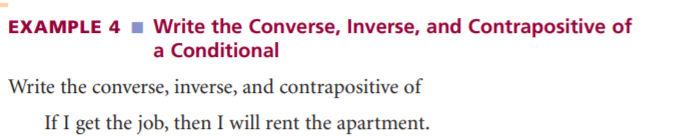 EXAMPLE 4 ■ Write the Converse, Inverse, and Contrapositive of
a Conditional
Write the converse, inverse, and contrapositive of
If I get the job, then I will rent the apartment.